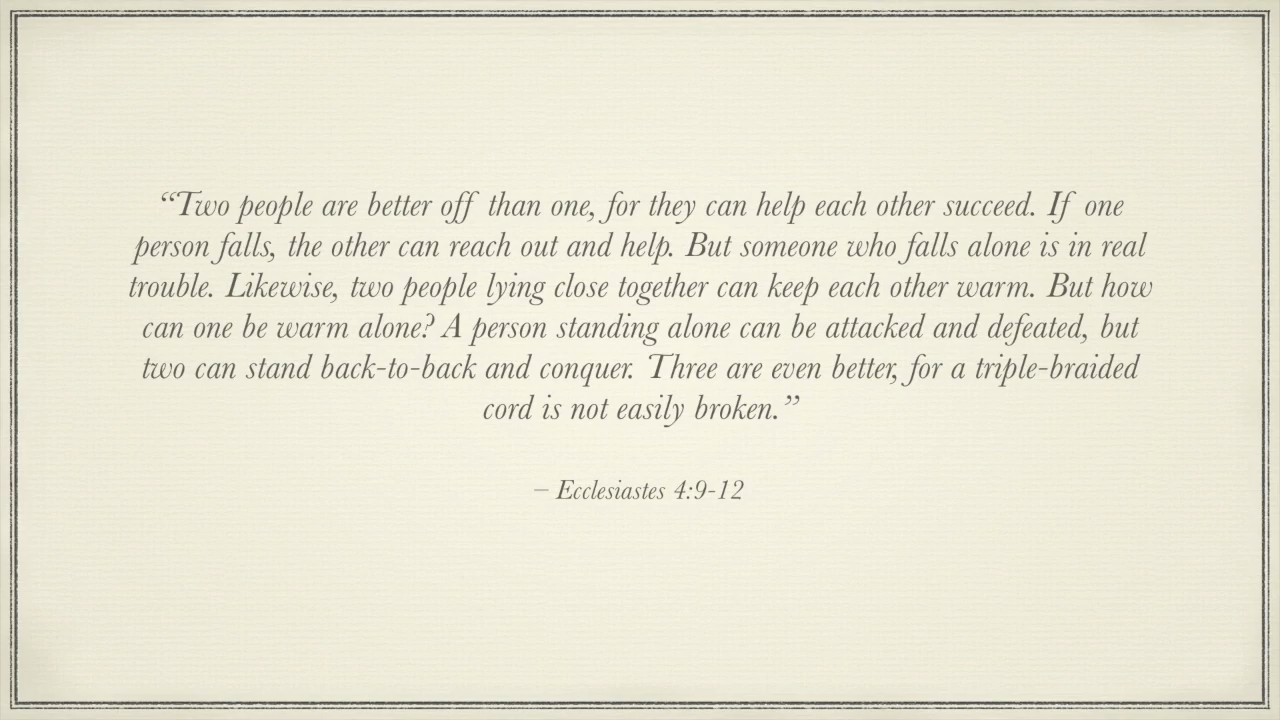 “Two people are better off than one, for they can help each other succeed. If one
person falls, the other can reach out and help. But someone who falls alone is in real
trouble. Likewise, two people lying close together can keep each other warm. But how
can one be warm alone? A person standing alone can be attacked and defeated, but
two can stand back-to-back and conquer. Three are even better, for a triple-braided
cord is not easily broken.”
– Ecclesiastes 4:9-12